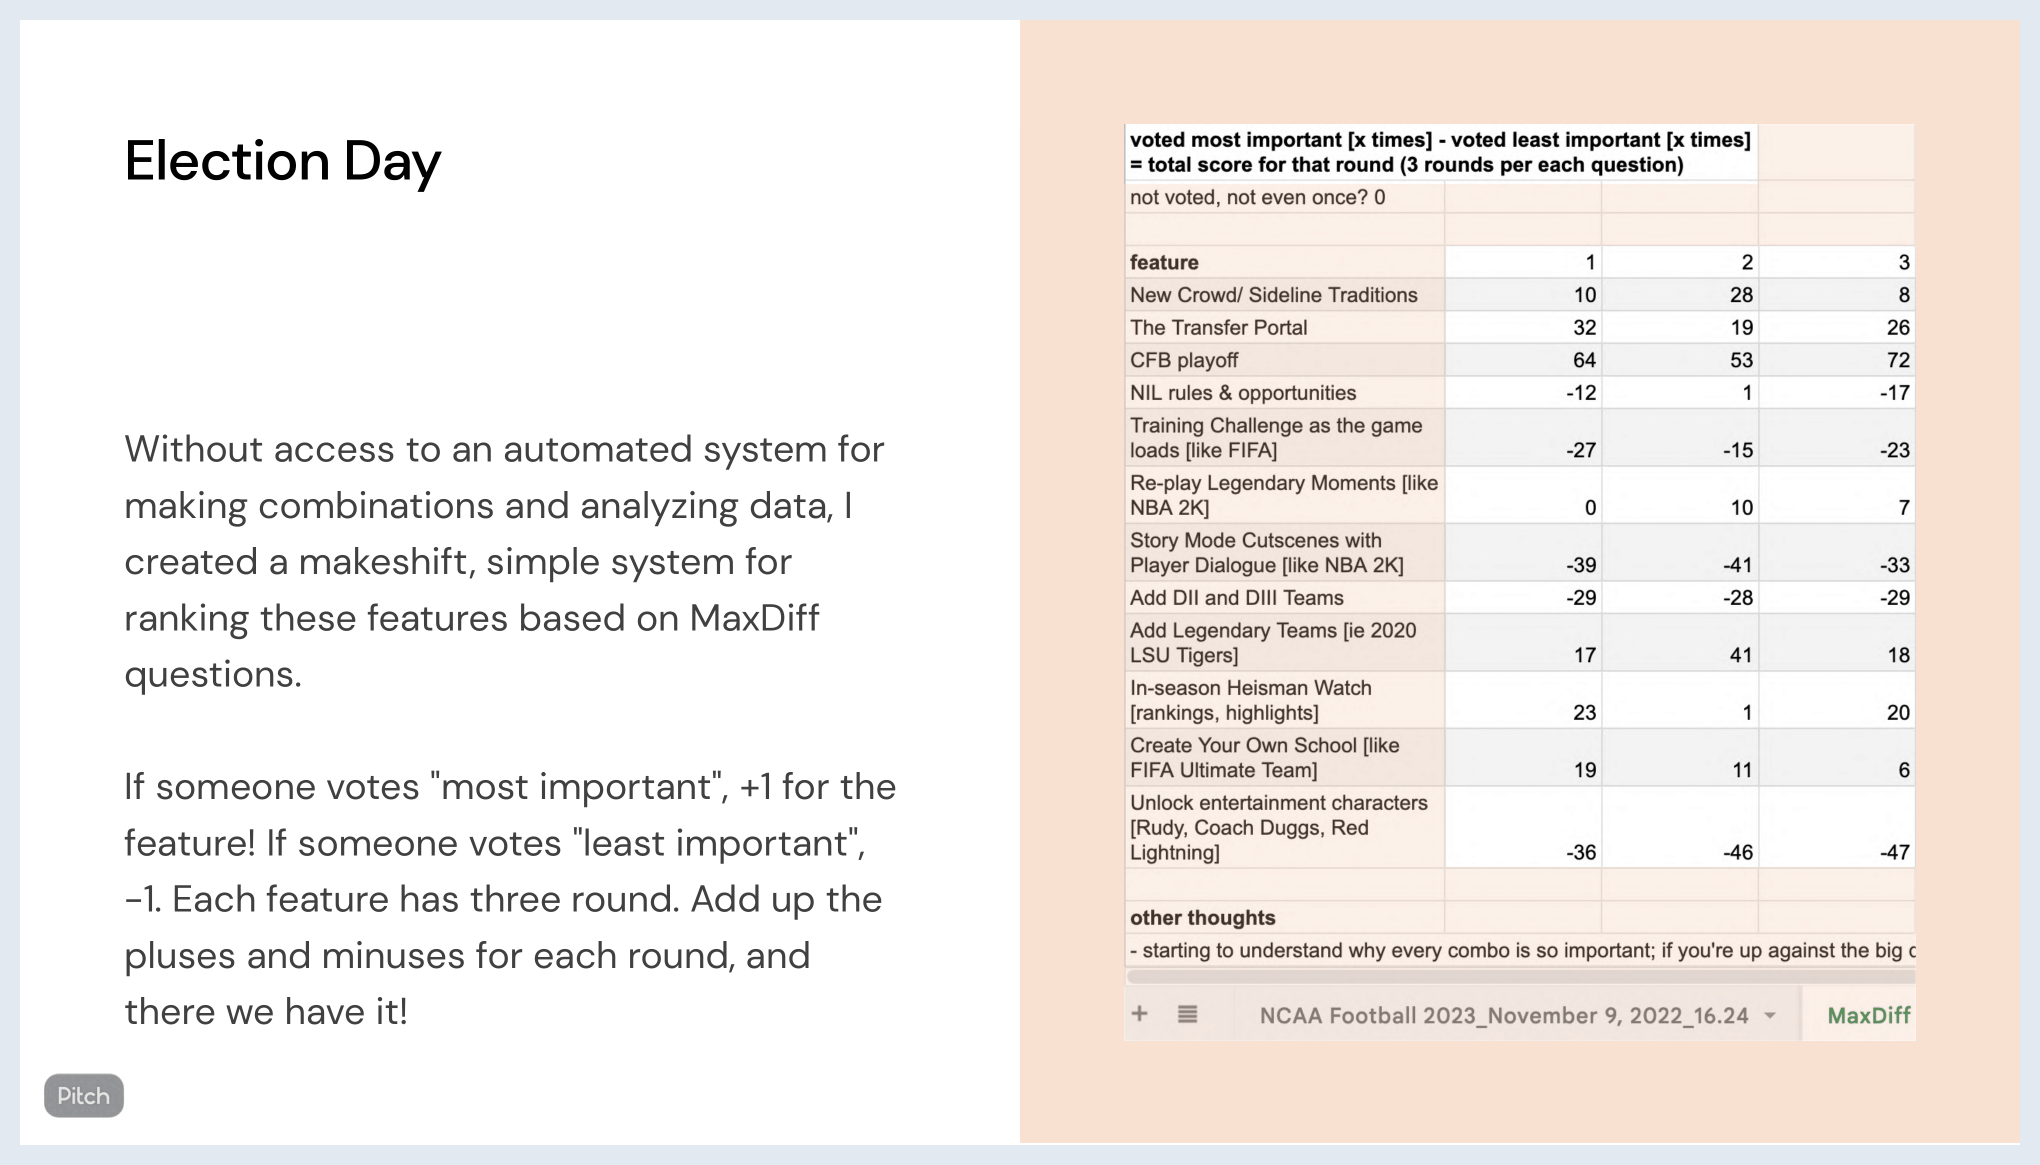 Election Day
Without access to an automated system for
making combinations and analyzing data, I
created a makeshift, simple system for
ranking these features based on MaxDiff
questions.
If someone votes "most important", +1 for the
feature! If someone votes "least important",
-1. Each feature has three round. Add up the
pluses and minuses for each round, and
there we have it!
Pitch
voted most important [x times] - voted least important [x times]
= total score for that round (3 rounds per each question)
not voted, not even once? 0
feature 1 2 3
New Crowd/ Sideline Traditions 10 28 8
The Transfer Portal 32 19 26
CFB playoff 64 53 72
NIL rules & opportunities -12 1 -17
Training Challenge as the game
loads [like FIFA] -27 -15 -23
Re-play Legendary Moments [like
NBA 2K] 0 10 7
Story Mode Cutscenes with
Player Dialogue [like NBA 2K] -39 -41 -33
Add DII and DIII Teams -29 -28 -29
Add Legendary Teams [ie 2020
LSU Tigers] 17 41 18
In-season Heisman Watch
[rankings, highlights] 23 1 20
Create Your Own School [like
FIFA Ultimate Team] 19 11 6
Unlock entertainment characters
[Rudy, Coach Duggs, Red
Lightning] -36 -46 -47
other thoughts
- starting to understand why every combo is so important; if you're up against the big
NCAA Football 2023_November 9, 2022_16.24 MaxDiff